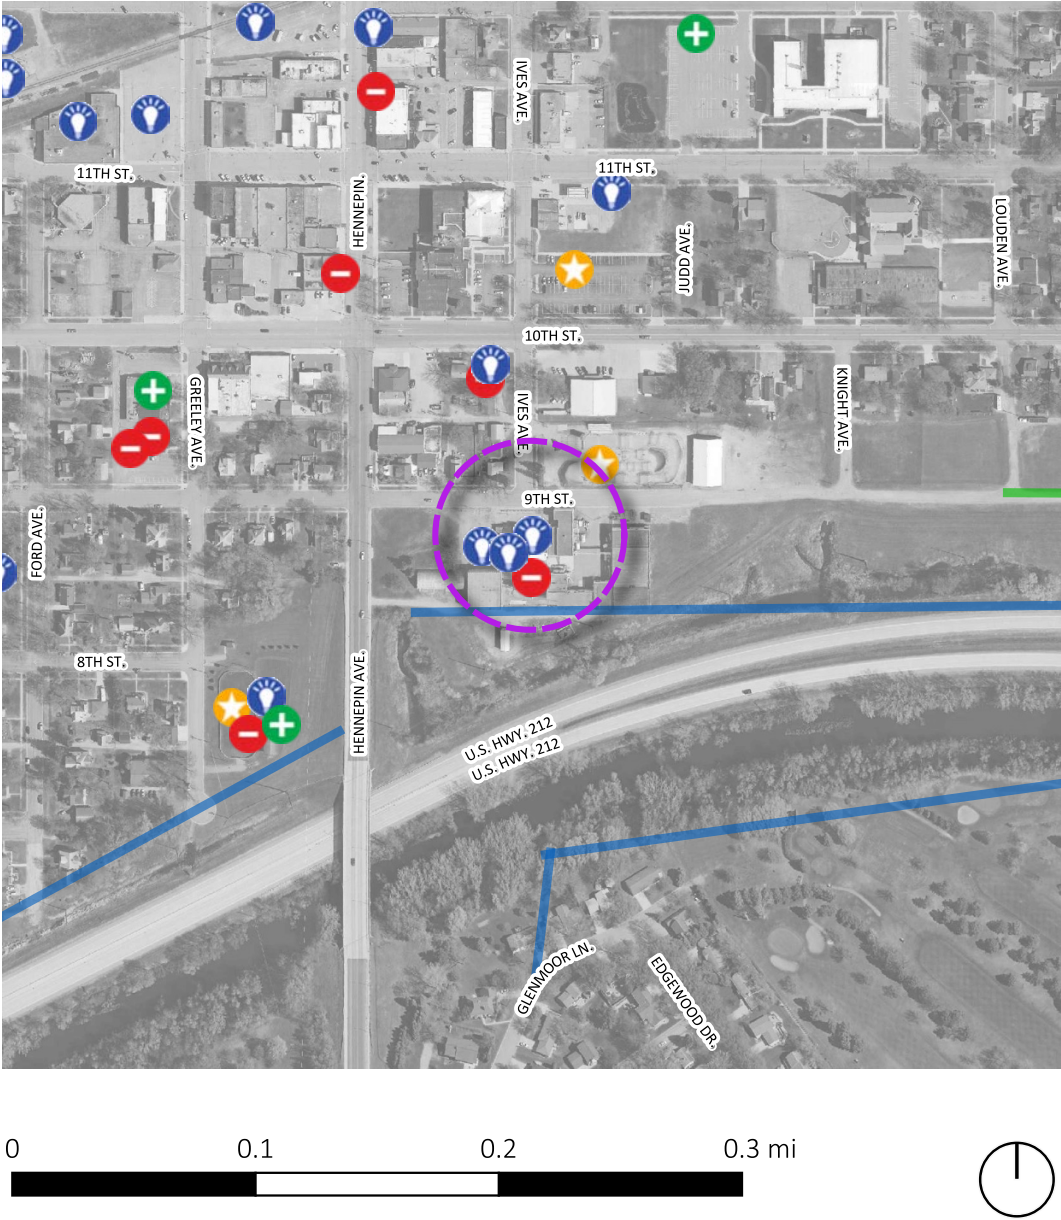 IVES AVE.
11TH ST.
11TH ST.
HENNEPIN.
JUDD AVE.
LOUDEN AVE.
10TH ST.
GREELEY AVE.
IVES AVE.
KNIGHT AVE.
9TH ST.
FORD AVE.
8TH ST.
HENNEPIN AVE.
U.S. HWY. 212
U.S. HWY. 212
GLENMOOR LN.
EDGEWOOD DR.
0 0.1 0.2 0.3 mi